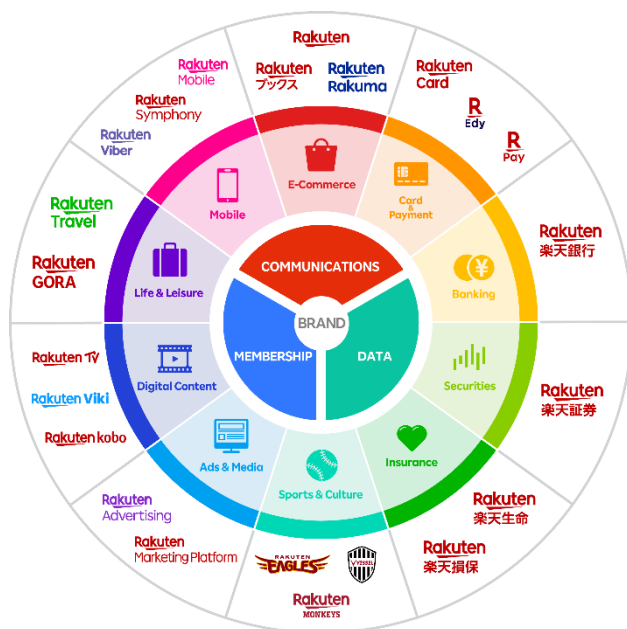 Rakuten
Rakuten
ブックス
Rakuten
Rakuma
Rakuten
Card
R
Edy
R
Pay
Rakuten
Mobile
Rakuten
Symphony
Rakuten
Viber
Rakuten
Travel
Rakuten
GORA
Rakuten
楽天銀行
E-Commerce
Card
&
Payment
Mobile
Life & Leisure
Banking
COMMUNICATIONS
BRAND
MEMBERSHIP
DATA
Rakuten TV
Rakuten Viki
Rakuten kobo
Digital Content
Securities
Rakuten
楽天証券
Ads & Media
Sports & Culture
Insurance
Rakuten
Advertising
Rakuten
Marketing Platform
RAKUTEN
EAGLES
VISSEL
Rakuten
MONKEYS
Rakuten
楽天生命
Rakuten
楽天損保